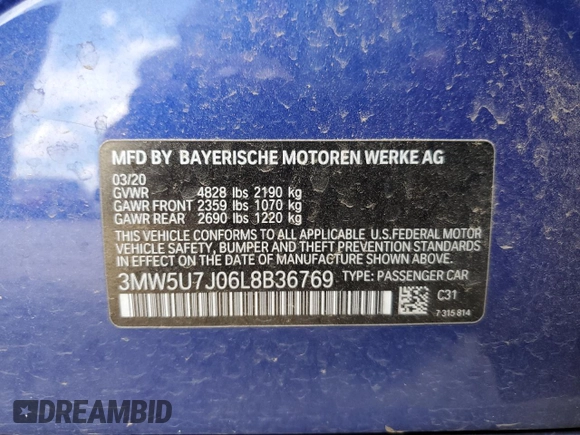 MFD BY BAYERISCHE MOTOREN WERKE AG
03/20
GVWR 4828 lbs 2190 kg
GAWR FRONT 2359 lbs 1070 kg
GAWR REAR 2690 lbs 1220 kg
THIS VEHICLE CONFORMS TO ALL APPLICABLE U.S.FEDERAL MOTOR
VEHICLE SAFETY, BUMPER AND THEFT PREVENTION STANDARDS
IN EFFECT ON THE DATE OF MANUFACTURE SHOWN ABOVE.
3MW5U7J06L8B36769 TYPE: PASSENGER CAR
C31
7 315 814
DREAMBID